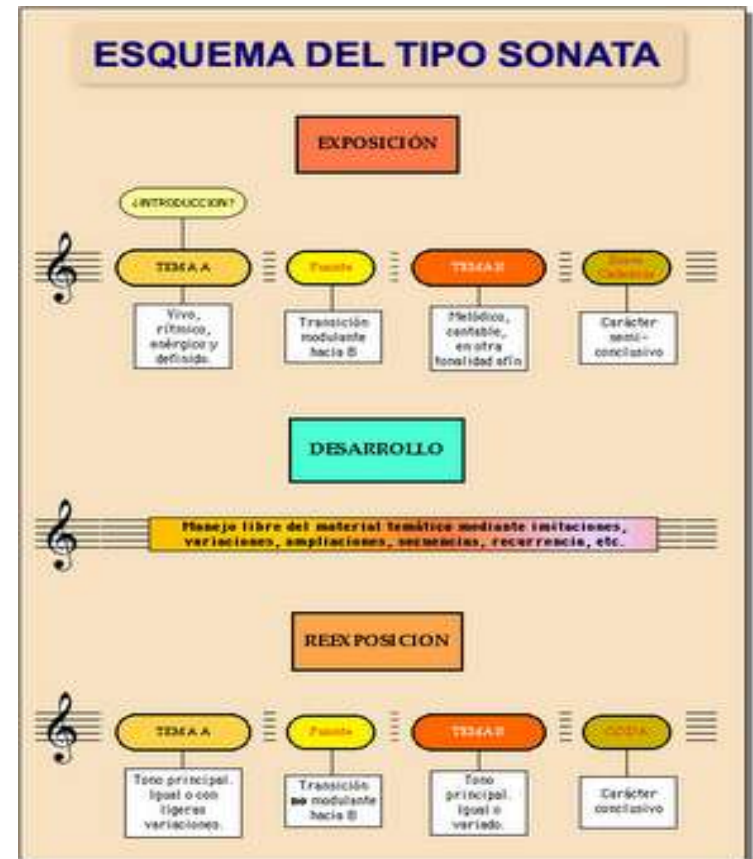 ESQUEMA DEL TIPO SONATA
EXPOSICIÓN
¿INTRODUCCION?
TEMA A
Puente
TEMA B
Vivo,
rítmico,
enérgico y
definido.
Transición
modulante
hacia B
Melódico,
cantable,
en otra
tonalidad afín
Carácter
semi-
conclusivo
DESARROLLO
Manejo libre del material temático mediante imitaciones,
variaciones, ampliaciones, secuencias, recurrencia, etc.
REEXPOSICION
TEMA A
Puente
TEMA B
CODA
Tono principal.
Igual o con
ligeras
variaciones.
Transición
no modulante
hacia B
Tono
principal.
Igual o
variado.
Carácter
conclusivo